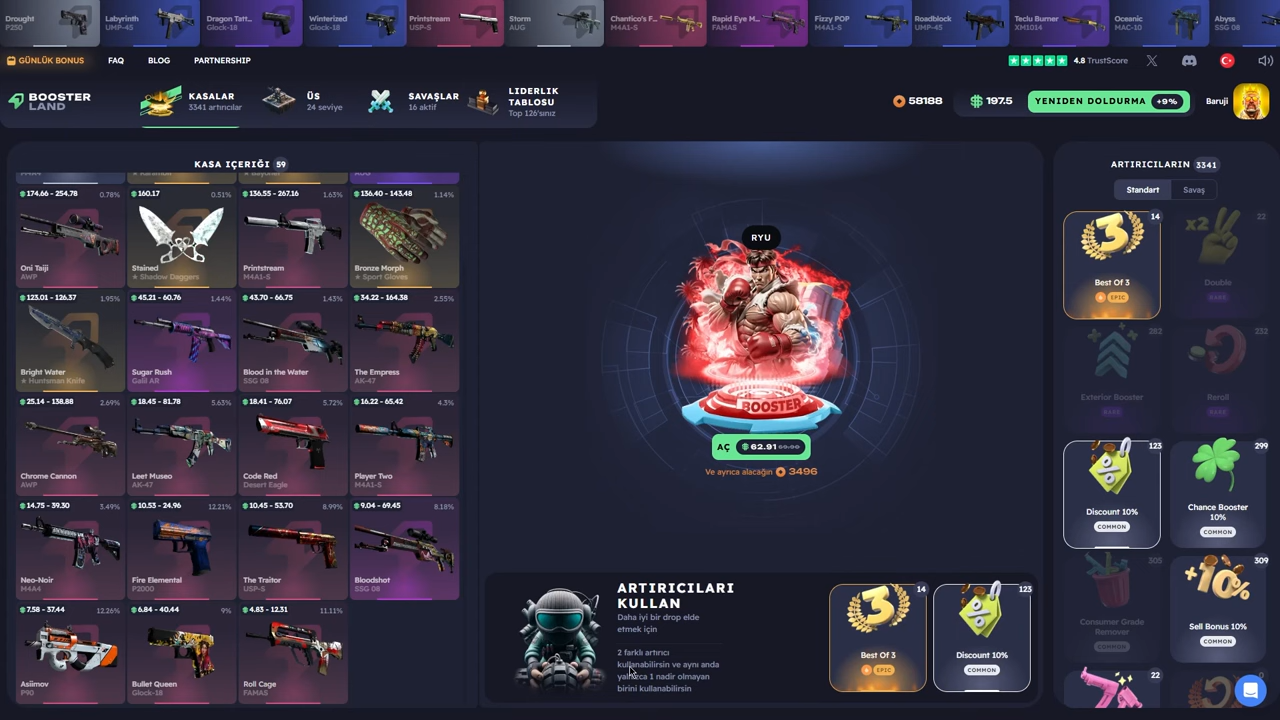 Drought
P250
Labyrinth
UMP-45
Dragon Tatt...
Glock-18
Winterized
Glock-18
Printstream
USP-S
Storm
AUG
Chantico's F...
M4A1-S
Rapid Eye M...
FAMAS
Fizzy POP
M4A1-S
Roadblock
UMP-45
Teclu Burner
XM1014
Oceanic
MAC-10
Abyss
SSG 08
GÜNLÜK BONUS FAQ BLOG PARTNERSHIP
4.8 TrustScore
BOOSTER
LAND
KASALAR
3341 artırıcılar
ÜS
24 seviye
SAVAŞLAR
16 aktif
LIDERLIK
TABLOSU
Top 126'sınız
58188
197.5
YENIDEN DOLDURMA +9%
Baruji
KASA IÇERIĞI 59
174.66 - 254.78 0.78%
Oni Taiji
AWP
160.17 0.51%
Stained
★ Shadow Daggers
136.55 - 267.16 1.63%
Printstream
M4A1-S
136.40 - 143.48 1.14%
Bronze Morph
★ Sport Gloves
123.01 - 126.37 1.95%
Bright Water
★ Huntsman Knife
45.21 - 60.76 1.44%
Sugar Rush
Galil AR
43.70 - 66.75 1.43%
Blood in the Water
SSG 08
34.22 - 164.38 2.55%
The Empress
AK-47
25.14 - 138.88 2.69%
Chrome Cannon
AWP
18.45 - 81.78 5.63%
Leet Museo
AK-47
18.41 - 76.07 5.72%
Code Red
Desert Eagle
16.22 - 65.42 4.3%
Player Two
M4A1-S
14.75 - 39.30 3.49%
Neo-Noir
M4A4
10.53 - 24.96 12.21%
Fire Elemental
P2000
10.45 - 53.70 8.99%
The Traitor
USP-S
9.04 - 69.45 8.18%
Bloodshot
SSG 08
7.58 - 37.44 12.26%
Asiimov
P90
6.84 - 40.44 9%
Bullet Queen
Glock-18
4.83 - 12.31 11.11%
Roll Cage
FAMAS
RYU
BOOSTER
AÇ 62.91 69.90
Ve ayrıca alacağın 3496
ARTIRICILARI
KULLAN
Daha iyi bir drop elde
etmek için
2 farklı artırıcı
kullanabilirsin ve aynı anda
yalnızca 1 nadir olmayan
birini kullanabilirsin
14
3
Best Of 3
EPIC
123
%
Discount 10%
COMMON
ARTIRICILARIN 3341
Standart Savaş
14
3
Best Of 3
EPIC
22
Double
RARE
282
Exterior Booster
RARE
232
Reroll
BASIC
123
%
Discount 10%
COMMON
299
Chance Booster
10%
COMMON
305
Consumer Grade
Remover
COMMON
309
+10%
Sell Bonus 10%
COMMON
22
0